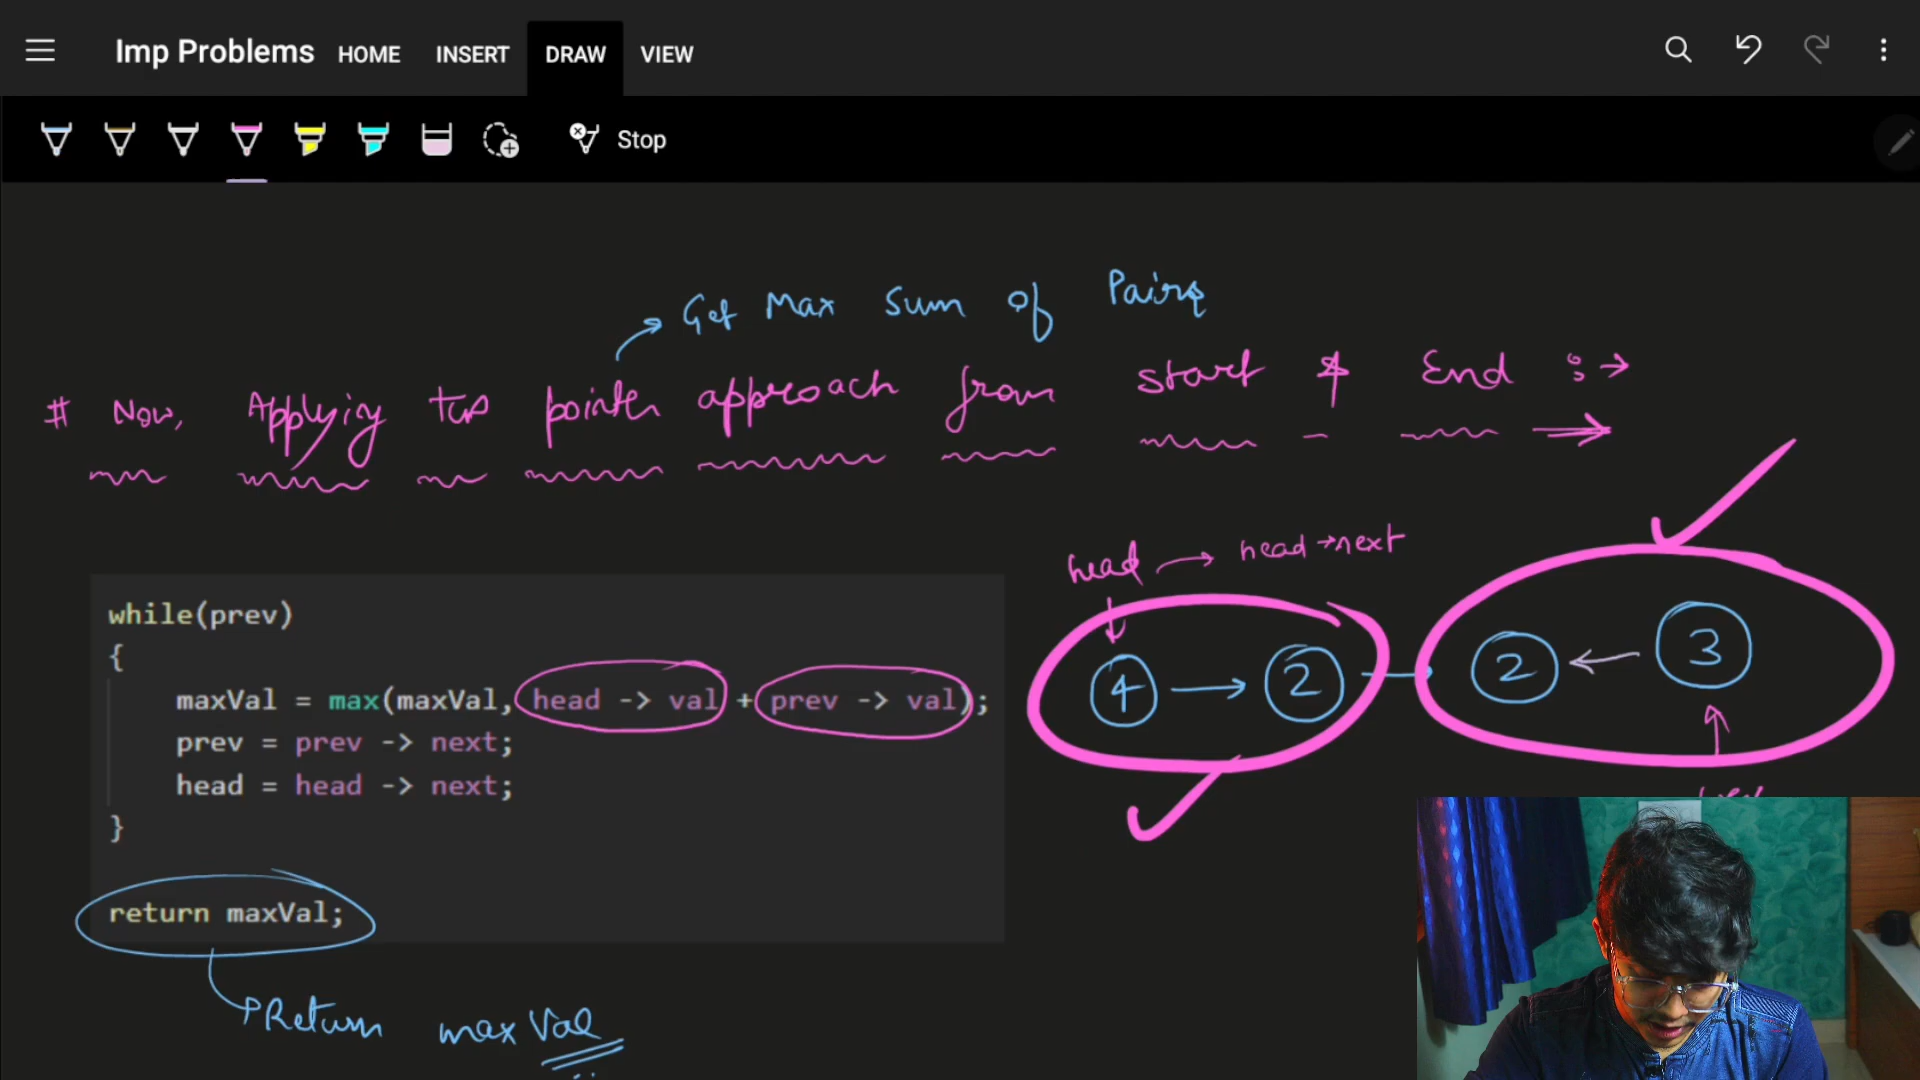 Imp Problems HOME INSERT DRAW VIEW
Stop
Get Max Sum Of Pairs
# Now, Applying two pointer approach from start & End :→
head → head→next
while(prev)
{
maxVal = max(maxVal, head -> val + prev -> val);
prev = prev -> next;
head = head -> next;
}
4 → 2 → 2 ← 3
return maxVal;
Return maxVal